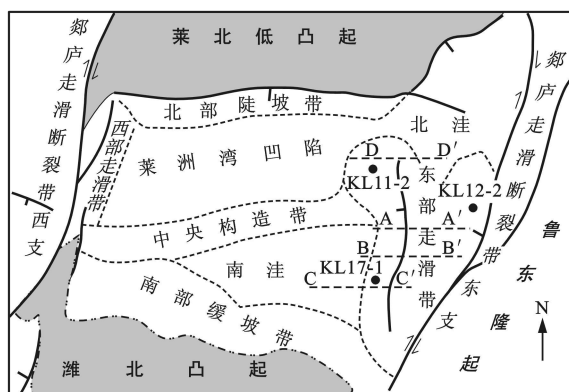 莱北低凸起
郯庐走滑断裂带西支
郯庐走滑断裂带东支
北部陡坡带
北洼
西部走滑带
莱洲湾凹陷
D D′
KL11-2
KL12-2
东部走滑带
中央构造带
A A′
B B′
南洼
KL17-1
C C′
南部缓坡带
鲁东隆起
潍北凸起
N